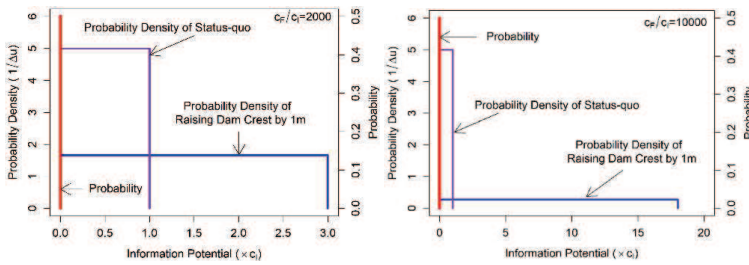 c_F/c_I=2000
Probability Density of Status-quo
Probability Density of
Raising Dam Crest by 1m
Probability
Probability Density (1/Δu)
0 1 2 3 4 5 6
0.0 0.1 0.2 0.3 0.4 0.5
Probability
0.0 0.5 1.0 1.5 2.0 2.5 3.0
Information Potential (×c_I)
c_F/c_I=10000
Probability
Probability Density of Status-quo
Probability Density of
Raising Dam Crest by 1m
Probability Density (1/Δu)
0 1 2 3 4 5 6
0.0 0.1 0.2 0.3 0.4 0.5
Probability
0 5 10 15 20
Information Potential (×c_I)